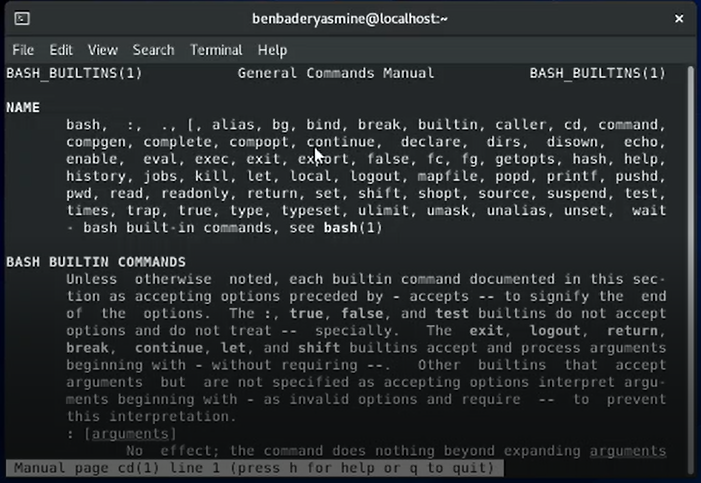 benbaderyasmine@localhost:~
File Edit View Search Terminal Help
BASH_BUILTINS(1) General Commands Manual BASH_BUILTINS(1)
NAME
bash, :, ., [, alias, bg, bind, break, builtin, caller, cd, command,
compgen, complete, compopt, continue, declare, dirs, disown, echo,
enable, eval, exec, exit, export, false, fc, fg, getopts, hash, help,
history, jobs, kill, let, local, logout, mapfile, popd, printf, pushd,
pwd, read, readonly, return, set, shift, shopt, source, suspend, test,
times, trap, true, type, typeset, ulimit, umask, unalias, unset, wait
- bash built-in commands, see bash(1)
BASH BUILTIN COMMANDS
Unless otherwise noted, each builtin command documented in this sec-
tion as accepting options preceded by - accepts -- to signify the end
of the options. The :, true, false, and test builtins do not accept
options and do not treat -- specially. The exit, logout, return,
break, continue, let, and shift builtins accept and process arguments
beginning with - without requiring --. Other builtins that accept
arguments but are not specified as accepting options interpret argu-
ments beginning with - as invalid options and require -- to prevent
this interpretation.
: [arguments]
No effect; the command does nothing beyond expanding arguments
Manual page cd(1) line 1 (press h for help or q to quit)